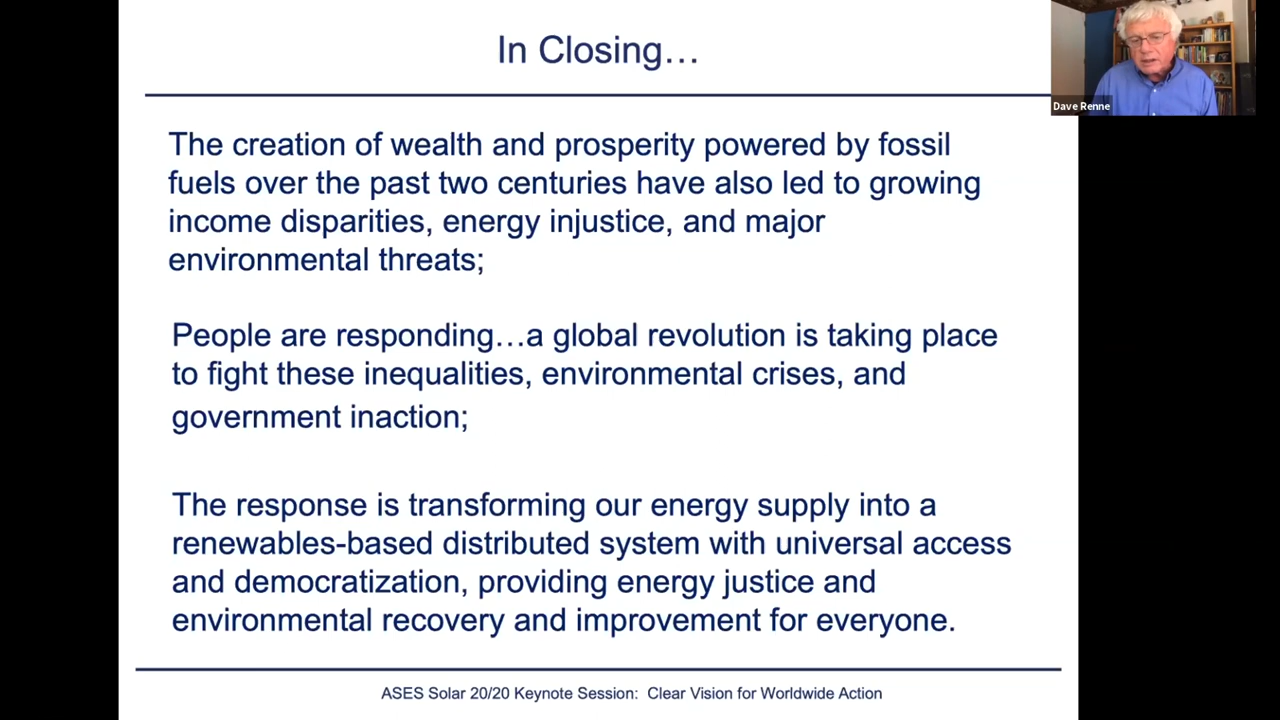 In Closing…
Dave Renne
The creation of wealth and prosperity powered by fossil
fuels over the past two centuries have also led to growing
income disparities, energy injustice, and major
environmental threats;
People are responding…a global revolution is taking place
to fight these inequalities, environmental crises, and
government inaction;
The response is transforming our energy supply into a
renewables-based distributed system with universal access
and democratization, providing energy justice and
environmental recovery and improvement for everyone.
ASES Solar 20/20 Keynote Session:  Clear Vision for Worldwide Action